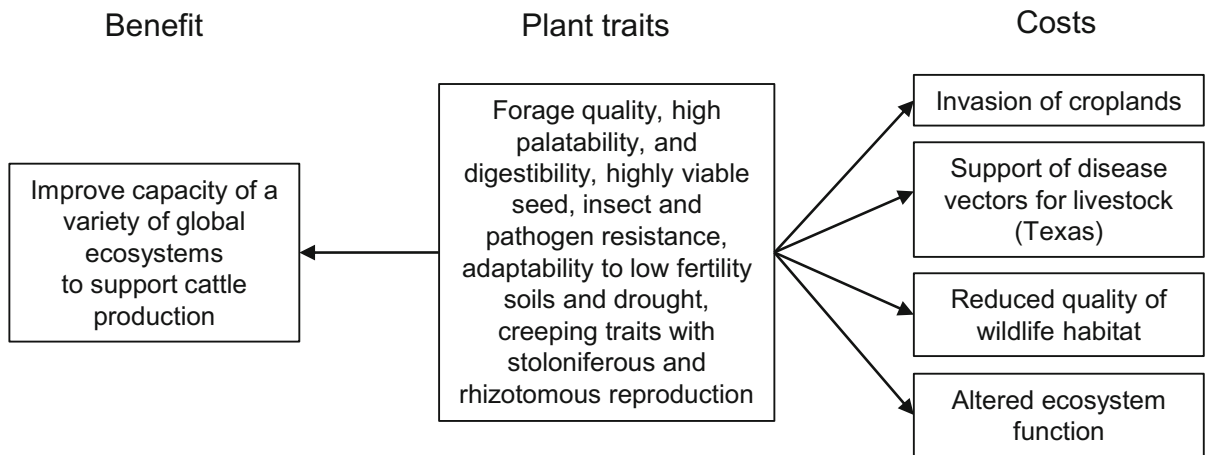 Benefit
Plant traits
Costs
Improve capacity of a
variety of global
ecosystems
to support cattle
production
Forage quality, high
palatability, and
digestibility, highly viable
seed, insect and
pathogen resistance,
adaptability to low fertility
soils and drought,
creeping traits with
stoloniferous and
rhizotomous reproduction
Invasion of croplands
Support of disease
vectors for livestock
(Texas)
Reduced quality of
wildlife habitat
Altered ecosystem
function